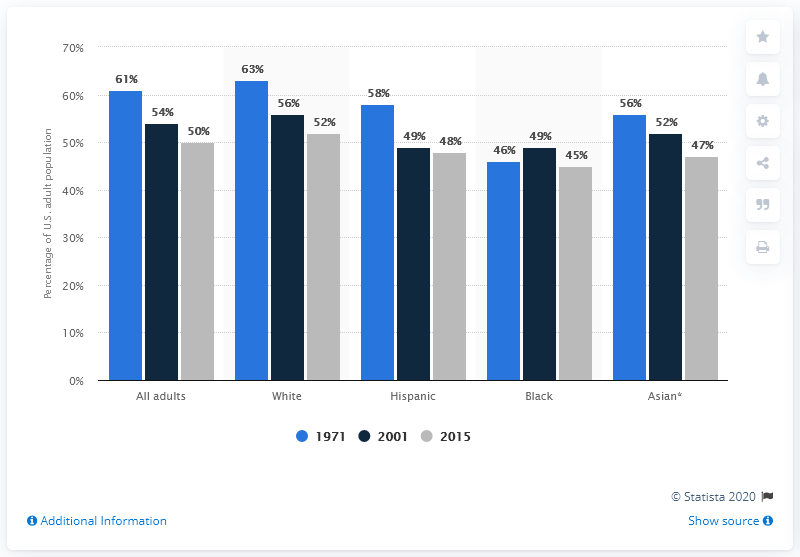 70%
60%
50%
40%
30%
20%
10%
0%
Percentage of U.S. adult population
61% 54% 50% 63% 56% 52% 58% 49% 48% 46% 49% 45% 56% 52% 47%
All adults White Hispanic Black Asian*
1971 2001 2015
© Statista 2020
Additional Information Show source